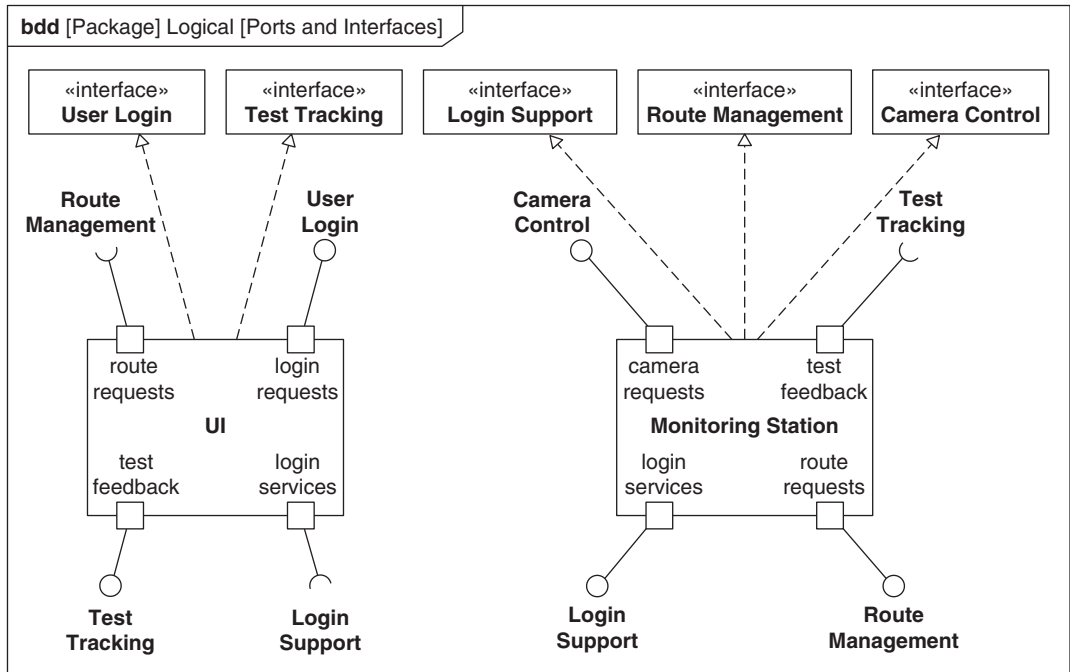 bdd [Package] Logical [Ports and Interfaces]
«interface»
User Login
«interface»
Test Tracking
«interface»
Login Support
«interface»
Route Management
«interface»
Camera Control
Route
Management
User
Login
Camera
Control
Test
Tracking
route
requests
login
requests
UI
test
feedback
login
services
camera
requests
test
feedback
Monitoring Station
login
services
route
requests
Test
Tracking
Login
Support
Login
Support
Route
Management